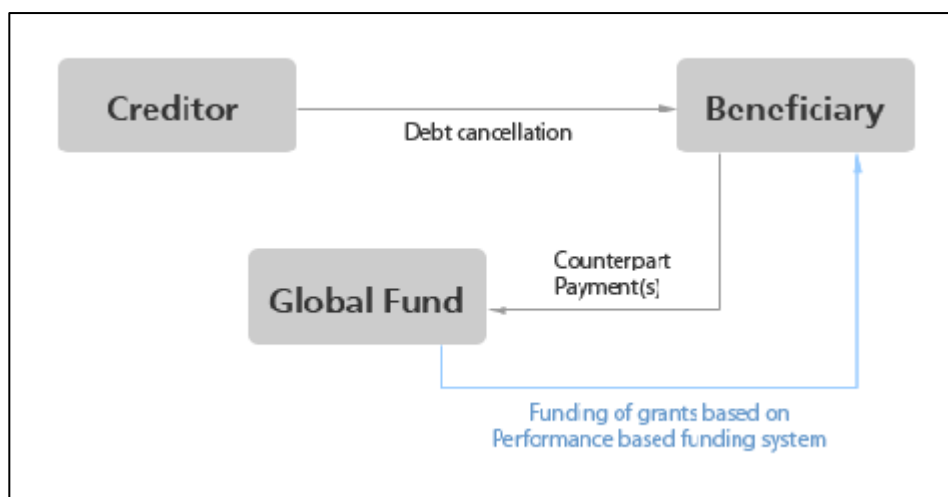 Creditor
Beneficiary
Debt cancellation
Counterpart
Payment(s)
Global Fund
Funding of grants based on
Performance based funding system